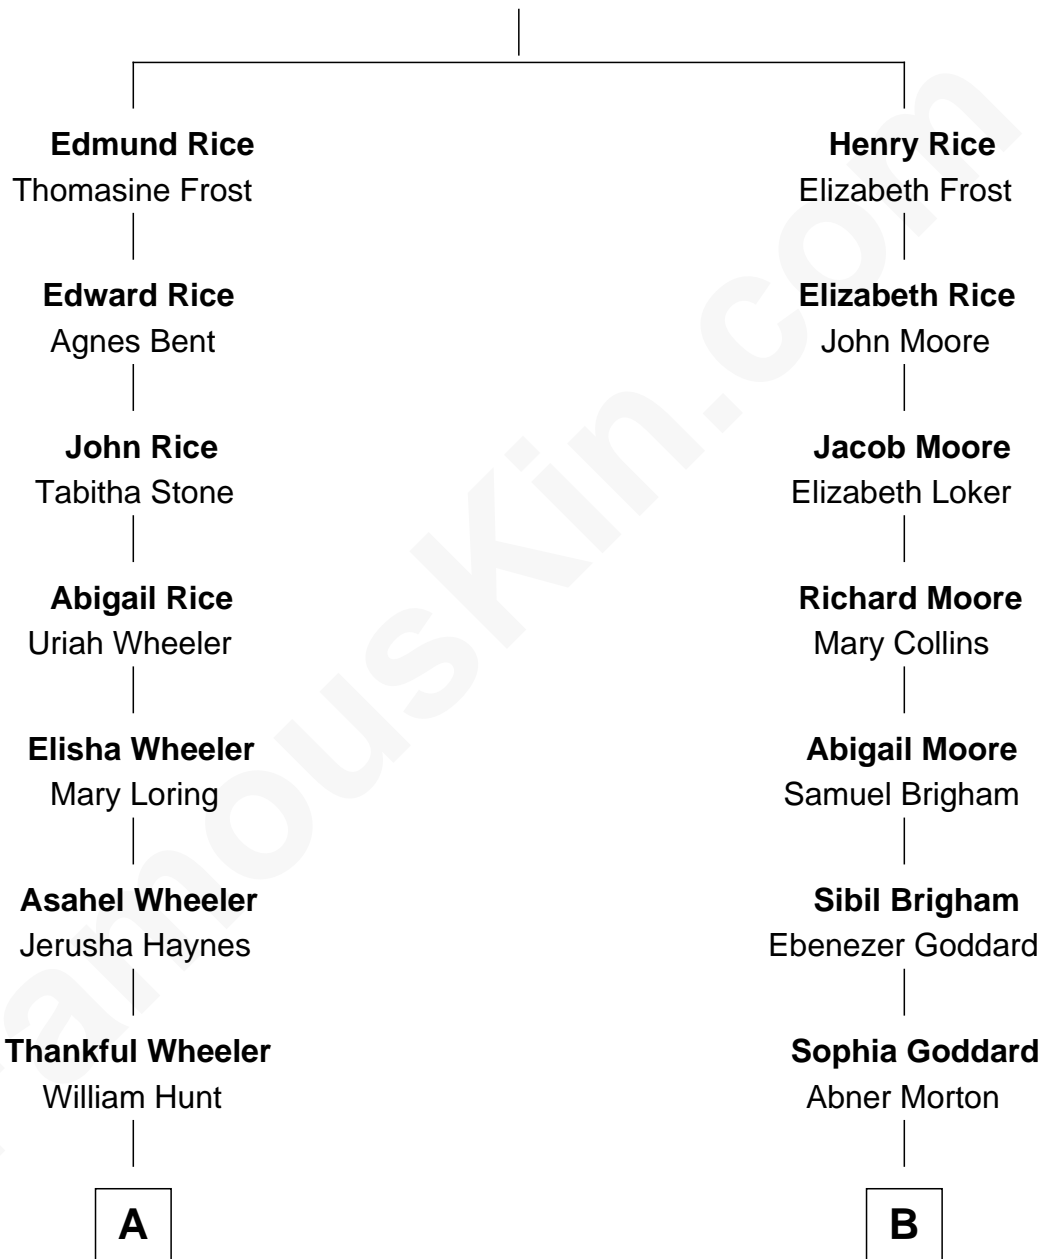 Edmund Rice
Thomasine Frost
Edward Rice
Agnes Bent
John Rice
Tabitha Stone
Abigail Rice
Uriah Wheeler
Elisha Wheeler
Mary Loring
Asahel Wheeler
Jerusha Haynes
Thankful Wheeler
William Hunt
A
Henry Rice
Elizabeth Frost
Elizabeth Rice
John Moore
Jacob Moore
Elizabeth Loker
Richard Moore
Mary Collins
Abigail Moore
Samuel Brigham
Sibil Brigham
Ebenezer Goddard
Sophia Goddard
Abner Morton
B
FamousKin.com